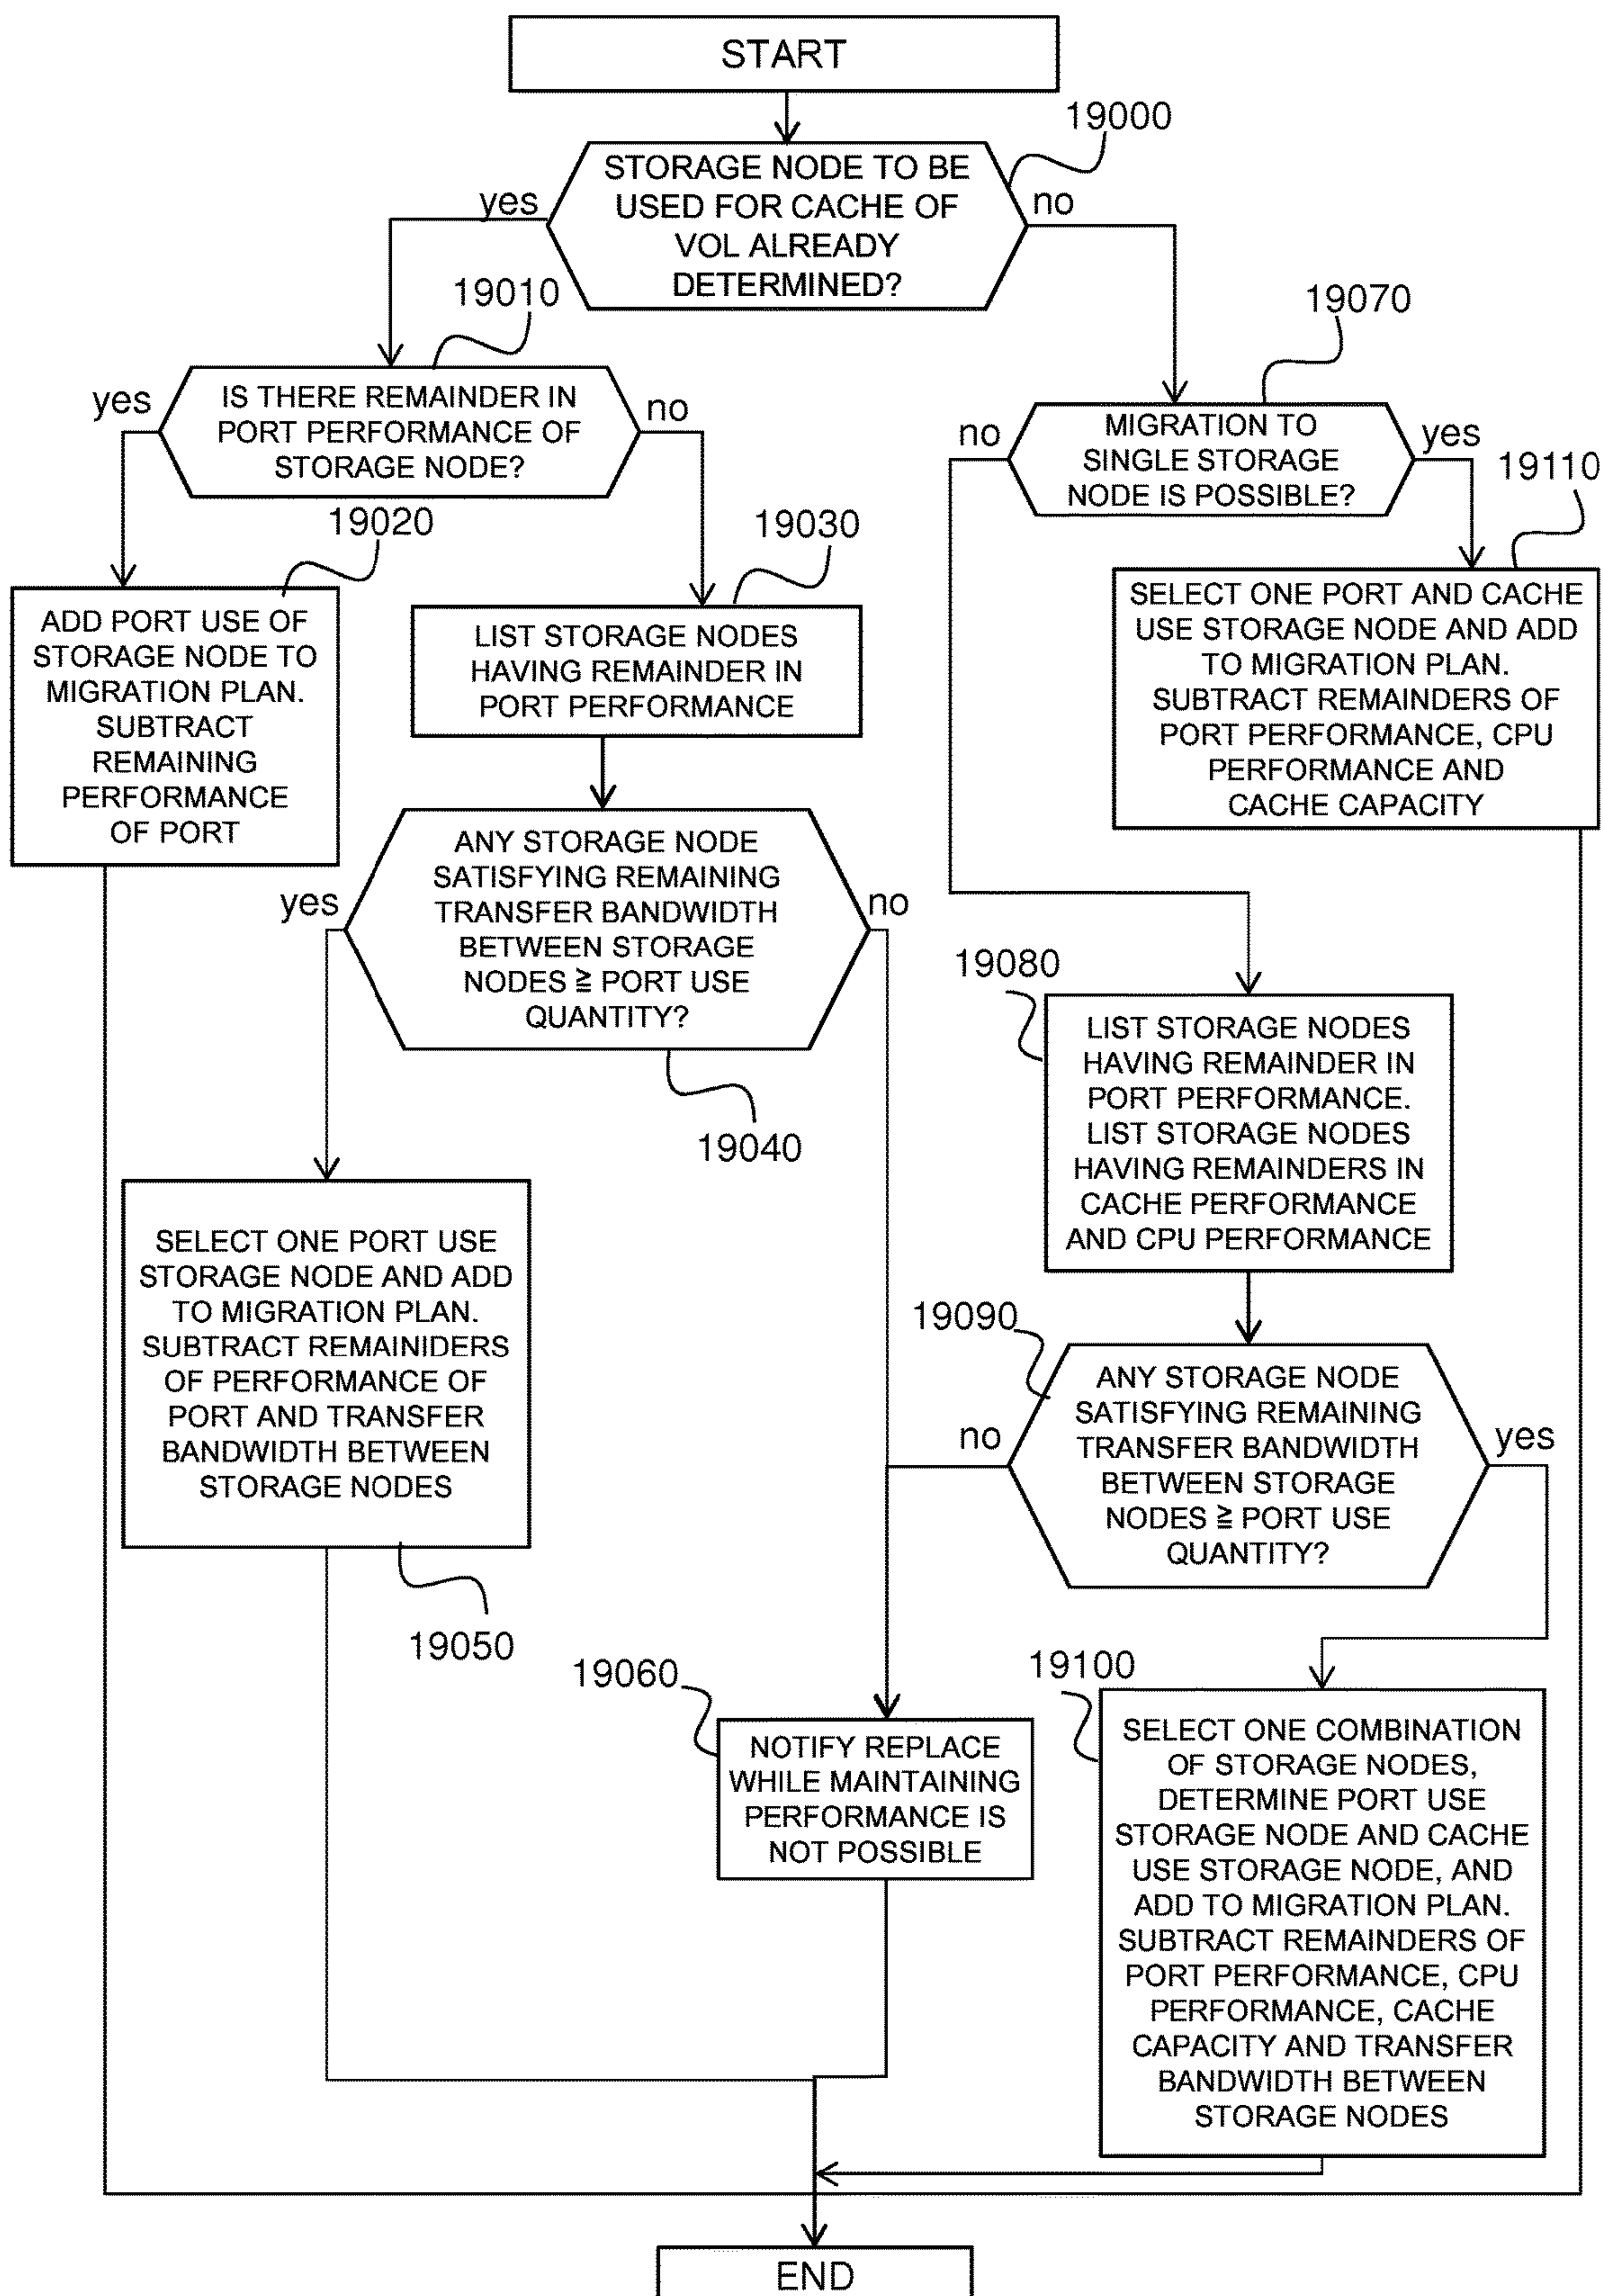 START
19000
STORAGE NODE TO BE
USED FOR CACHE OF
VOL ALREADY
DETERMINED?
yes
no
19010
IS THERE REMAINDER IN
PORT PERFORMANCE OF
STORAGE NODE?
yes
no
19070
MIGRATION TO
SINGLE STORAGE
NODE IS POSSIBLE?
no
yes
19020
ADD PORT USE OF
STORAGE NODE TO
MIGRATION PLAN.
SUBTRACT
REMAINING
PERFORMANCE
OF PORT
19030
LIST STORAGE NODES
HAVING REMAINDER IN
PORT PERFORMANCE
19110
SELECT ONE PORT AND CACHE
USE STORAGE NODE AND ADD
TO MIGRATION PLAN.
SUBTRACT REMAINDERS OF
PORT PERFORMANCE, CPU
PERFORMANCE AND
CACHE CAPACITY
ANY STORAGE NODE
SATISFYING REMAINING
TRANSFER BANDWIDTH
BETWEEN STORAGE
NODES ≧ PORT USE
QUANTITY?
yes
no
19040
19080
LIST STORAGE NODES
HAVING REMAINDER IN
PORT PERFORMANCE.
LIST STORAGE NODES
HAVING REMAINDERS IN
CACHE PERFORMANCE
AND CPU PERFORMANCE
SELECT ONE PORT USE
STORAGE NODE AND ADD
TO MIGRATION PLAN.
SUBTRACT REMAINIDERS
OF PERFORMANCE OF
PORT AND TRANSFER
BANDWIDTH BETWEEN
STORAGE NODES
19050
19090
ANY STORAGE NODE
SATISFYING REMAINING
TRANSFER BANDWIDTH
BETWEEN STORAGE
NODES ≧ PORT USE
QUANTITY?
no
yes
19060
NOTIFY REPLACE
WHILE MAINTAINING
PERFORMANCE IS
NOT POSSIBLE
19100
SELECT ONE COMBINATION
OF STORAGE NODES,
DETERMINE PORT USE
STORAGE NODE AND CACHE
USE STORAGE NODE, AND
ADD TO MIGRATION PLAN.
SUBTRACT REMAINDERS OF
PORT PERFORMANCE, CPU
PERFORMANCE, CACHE
CAPACITY AND TRANSFER
BANDWIDTH BETWEEN
STORAGE NODES
END